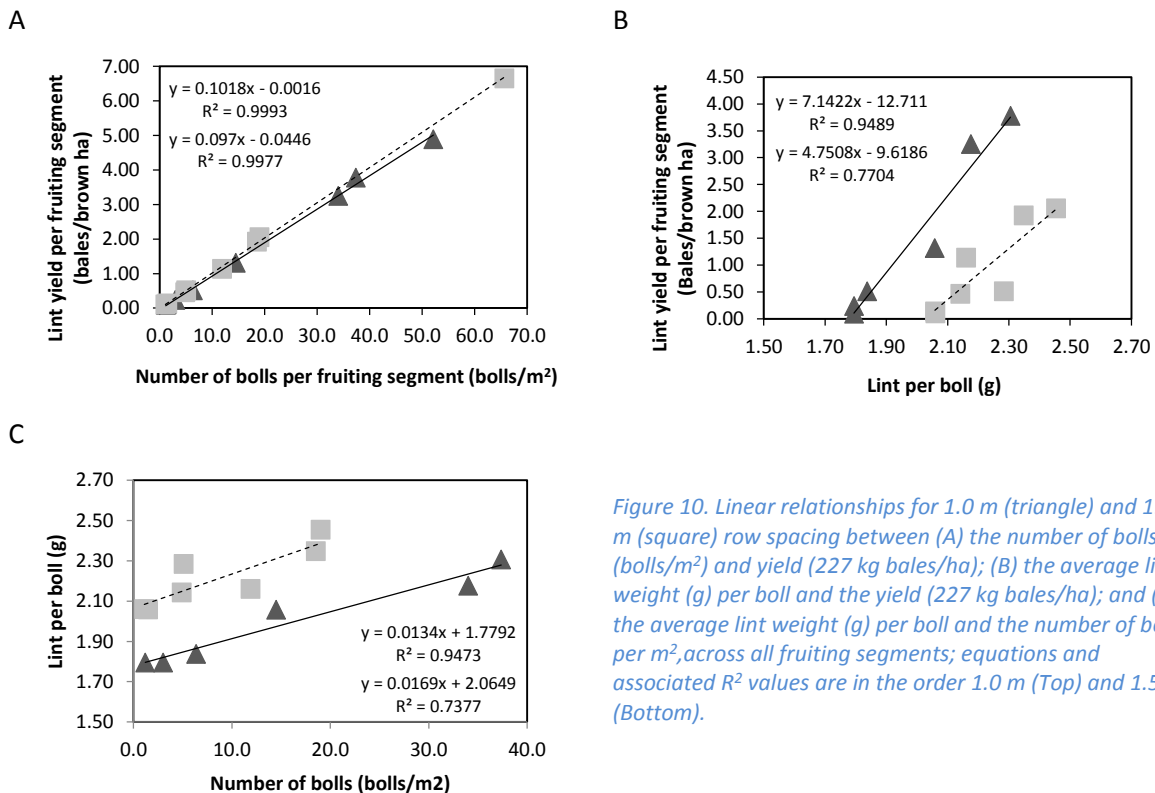 A
Lint yield per fruiting segment
(bales/brown ha)
7.00
6.00
5.00
4.00
3.00
2.00
1.00
0.00
y = 0.1018x - 0.0016
R² = 0.9993
y = 0.097x - 0.0446
R² = 0.9977
0.0 10.0 20.0 30.0 40.0 50.0 60.0 70.0
Number of bolls per fruiting segment (bolls/m²)
B
Lint yield per fruiting segment
(Bales/brown ha)
4.50
4.00
3.50
3.00
2.50
2.00
1.50
1.00
0.50
0.00
y = 7.1422x - 12.711
R² = 0.9489
y = 4.7508x - 9.6186
R² = 0.7704
1.50 1.70 1.90 2.10 2.30 2.50 2.70
Lint per boll (g)
C
Lint per boll (g)
2.70
2.50
2.30
2.10
1.90
1.70
1.50
y = 0.0134x + 1.7792
R² = 0.9473
y = 0.0169x + 2.0649
R² = 0.7377
0.0 10.0 20.0 30.0 40.0
Number of bolls (bolls/m2)
Figure 10. Linear relationships for 1.0 m (triangle) and 1
m (square) row spacing between (A) the number of bolls
(bolls/m²) and yield (227 kg bales/ha); (B) the average li
weight (g) per boll and the yield (227 kg bales/ha); and (
the average lint weight (g) per boll and the number of bo
per m²,across all fruiting segments; equations and
associated R² values are in the order 1.0 m (Top) and 1.5
(Bottom).